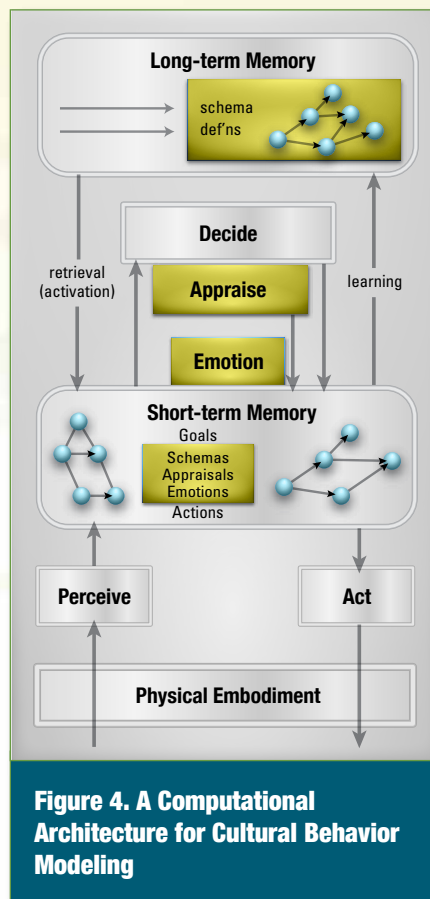 Long-term Memory
schema
def'ns
Decide
retrieval
(activation)
learning
Appraise
Emotion
Short-term Memory
Goals
Schemas
Appraisals
Emotions
Actions
Perceive
Act
Physical Embodiment
Figure 4. A Computational
Architecture for Cultural Behavior
Modeling